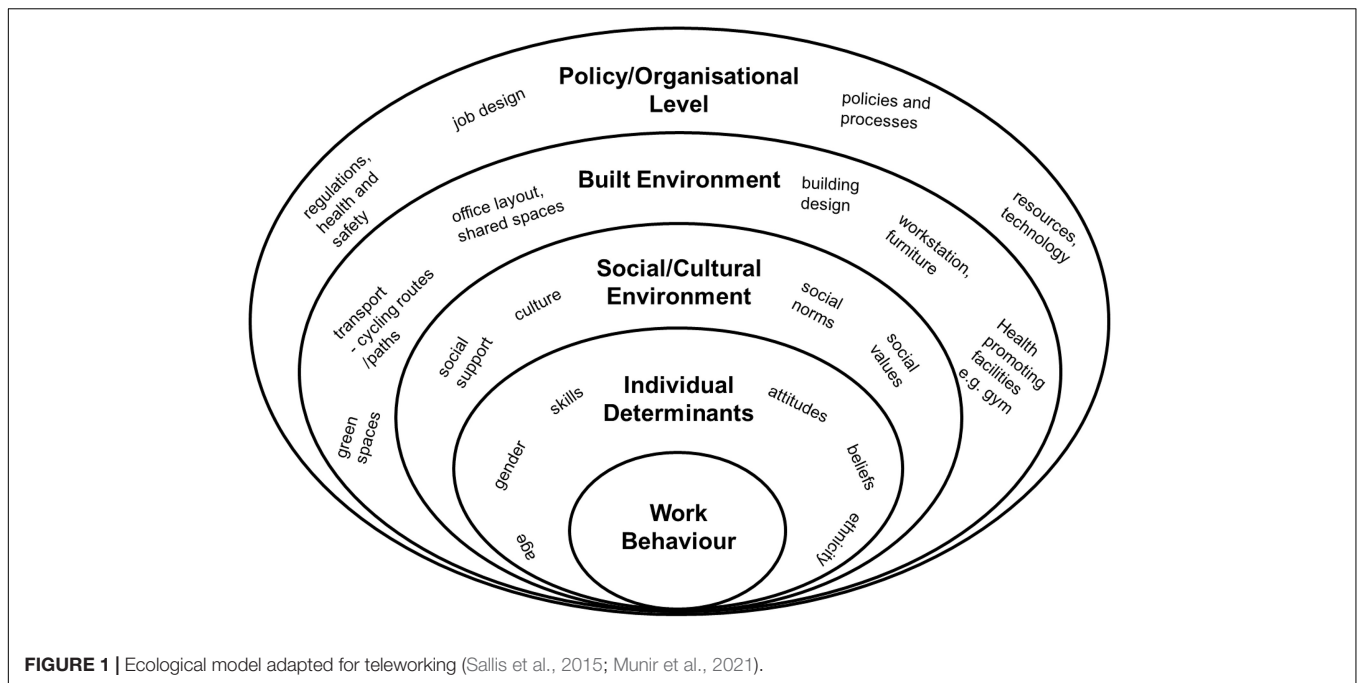 Policy/Organisational
Level
job design
policies and
processes
regulations,
health and
safety
resources,
technology
Built Environment
office layout,
shared spaces
building
design
workstation,
furniture
transport
- cycling routes
/paths
Health
promoting
facilities
e.g. gym
green
spaces
Social/Cultural
Environment
culture
social
norms
social
support
social
values
Individual
Determinants
skills
attitudes
gender
beliefs
age
ethnicity
Work
Behaviour
FIGURE 1 | Ecological model adapted for teleworking (Sallis et al., 2015; Munir et al., 2021).